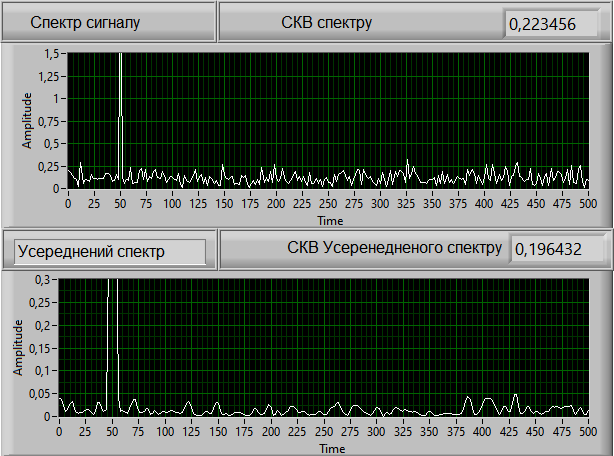 Спектр сигналу
СКВ спектру
0,223456
1,5
1,25
1
0,75
0,5
0,25
0
Amplitude
0 25 50 75 100 125 150 175 200 225 250 275 300 325 350 375 400 425 450 475 500
Time
Усереднений спектр
СКВ Усеренедненого спектру
0,196432
0,3
0,25
0,2
0,15
0,1
0,05
0
Amplitude
0 25 50 75 100 125 150 175 200 225 250 275 300 325 350 375 400 425 450 475 500
Time